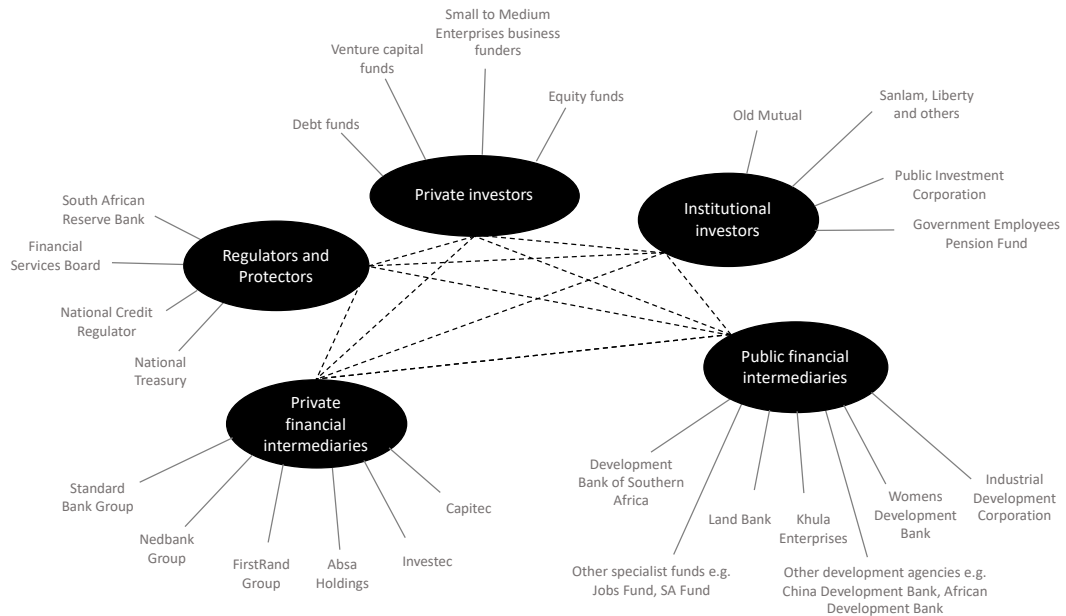 Small to Medium
Enterprises business
funders
Venture capital
funds
Equity funds
Debt funds
Private investors
Old Mutual
Sanlam, Liberty
and others
Public Investment
Corporation
Government Employees
Pension Fund
Institutional
investors
South African
Reserve Bank
Financial
Services Board
National Credit
Regulator
National
Treasury
Regulators and
Protectors
Private
financial
intermediaries
Standard
Bank Group
Nedbank
Group
FirstRand
Group
Absa
Holdings
Investec
Capitec
Public financial
intermediaries
Development
Bank of Southern
Africa
Other specialist funds e.g.
Jobs Fund, SA Fund
Land Bank
Khula
Enterprises
Other development agencies e.g.
China Development Bank, African
Development Bank
Womens
Development
Bank
Industrial
Development
Corporation